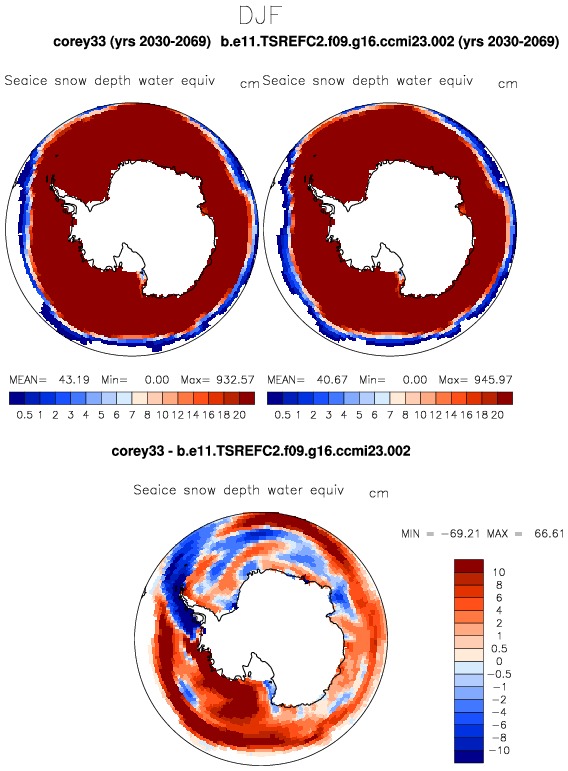 DJF
corey33 (yrs 2030-2069) b.e11.TSREFC2.f09.g16.ccmi23.002 (yrs 2030-2069)
Seaice snow depth water equiv cm Seaice snow depth water equiv cm
MEAN= 43.19 Min= 0.00 Max= 932.57 MEAN= 40.67 Min= 0.00 Max= 945.97
0.5 1 2 3 4 5 6 7 8 10 12 14 16 18 20 0.5 1 2 3 4 5 6 7 8 10 12 14 16 18 20
corey33 - b.e11.TSREFC2.f09.g16.ccmi23.002
Seaice snow depth water equiv cm
MIN = -69.21 MAX = 66.61
10
8
6
4
2
1
0.5
0
-0.5
-1
-2
-4
-6
-8
-10